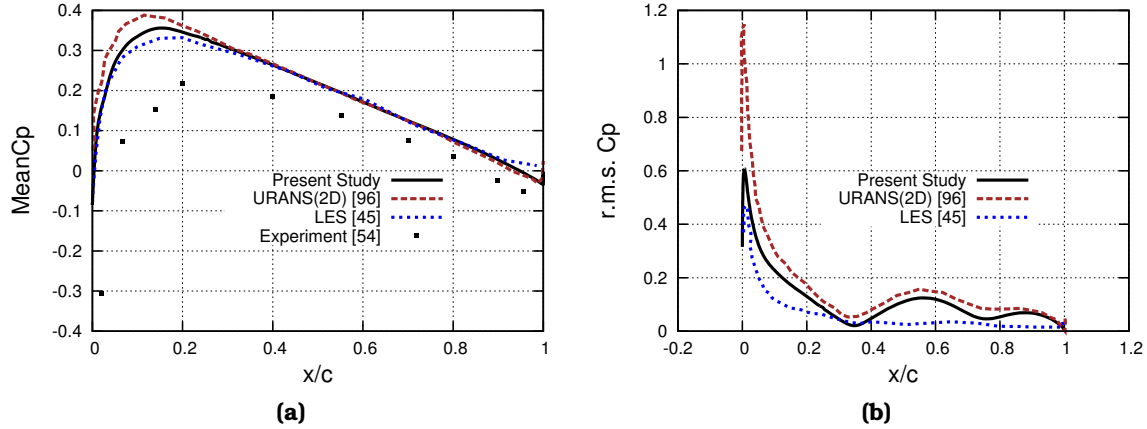 0.4
0.3
0.2
0.1
0
-0.1
-0.2
-0.3
-0.4
MeanCp
Present Study
URANS(2D) [96]
LES [45]
Experiment [54]
0 0.2 0.4 0.6 0.8 1
x/c
(a)
1.2
1
0.8
0.6
0.4
0.2
0
r.m.s. Cp
Present Study
URANS(2D) [96]
LES [45]
-0.2 0 0.2 0.4 0.6 0.8 1 1.2
x/c
(b)